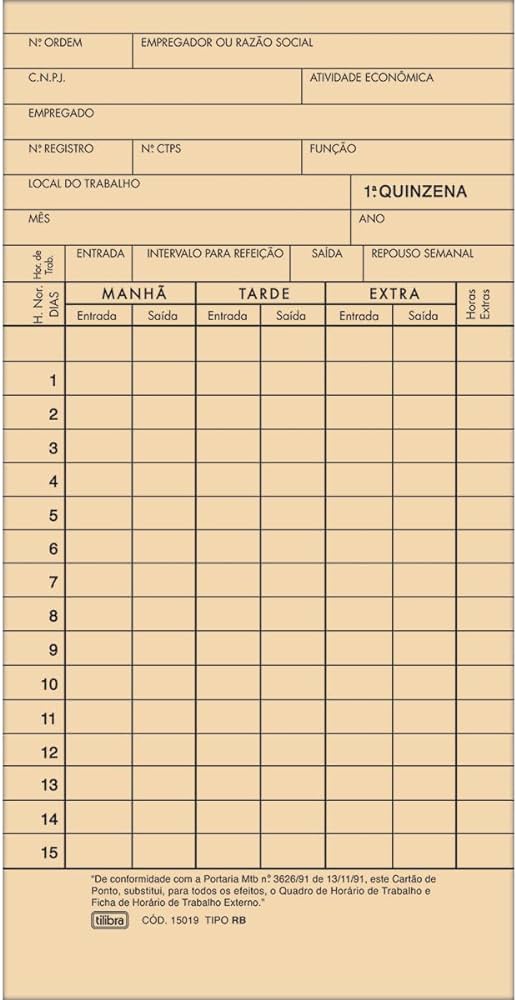 Nº ORDEM EMPREGADOR OU RAZÃO SOCIAL
C.N.P.J. ATIVIDADE ECONÔMICA
EMPREGADO
Nº REGISTRO Nº CTPS FUNÇÃO
LOCAL DO TRABALHO 1ª QUINZENA
MÊS ANO
Hor. de Trab. ENTRADA INTERVALO PARA REFEIÇÃO SAÍDA REPOUSO SEMANAL
H. Nor. DIAS MANHÃ TARDE EXTRA Horas Extras
Entrada Saída Entrada Saída Entrada Saída
1
2
3
4
5
6
7
8
9
10
11
12
13
14
15
"De conformidade com a Portaria Mtb nº 3626/91 de 13/11/91, este Cartão de
Ponto, substitui, para todos os efeitos, o Quadro de Horário de Trabalho e
Ficha de Horário de Trabalho Externo."
tilibra CÓD. 15019 TIPO RB